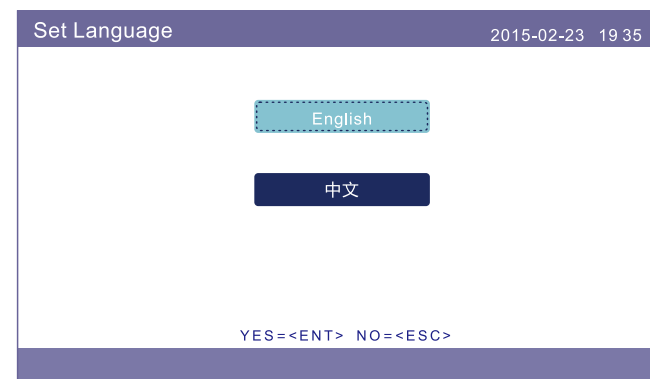 Set Language
2015-02-23 19 35
English
中文
YES=<ENT> NO=<ESC>